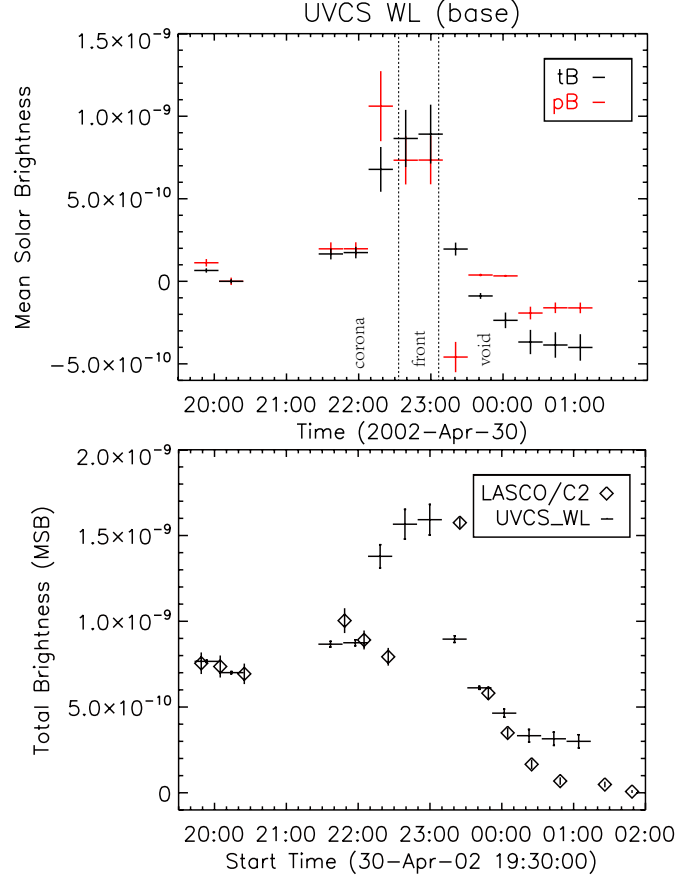 UVCS WL (base)
Mean Solar Brightness
1.5×10⁻⁹
1.0×10⁻⁹
5.0×10⁻¹⁰
0
−5.0×10⁻¹⁰
tB
pB
corona
front
void
20:00 21:00 22:00 23:00 00:00 01:00
Time (2002−Apr−30)
Total Brightness (MSB)
2.0×10⁻⁹
1.5×10⁻⁹
1.0×10⁻⁹
5.0×10⁻¹⁰
0
LASCO/C2
UVCS_WL
20:00 21:00 22:00 23:00 00:00 01:00 02:00
Start Time (30−Apr−02 19:30:00)